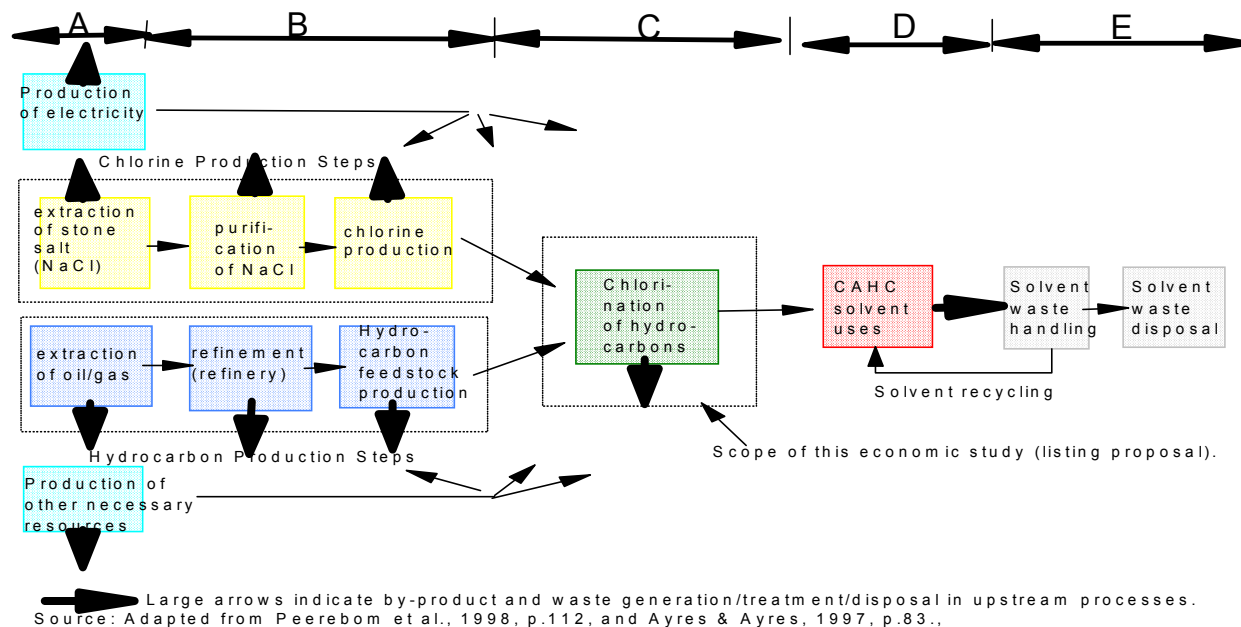 A
B
C
D
E
Production
of electricity
Chlorine Production Steps
extraction
of stone
salt
(NaCl)
purifi-
cation
of NaCl
chlorine
production
Chlori-
nation
of hydro-
carbons
CAHC
solvent
uses
Solvent
waste
handling
Solvent
waste
disposal
Solvent recycling
extraction
of oil/gas
refinement
(refinery)
Hydro-
carbon
feedstock
production
Scope of this economic study (listing proposal).
Hydrocarbon Production Steps
Production of
other necessary
resources
Large arrows indicate by-product and waste generation/treatment/disposal in upstream processes.
Source: Adapted from Peerebom et al., 1998, p.112, and Ayres & Ayres, 1997, p.83.,